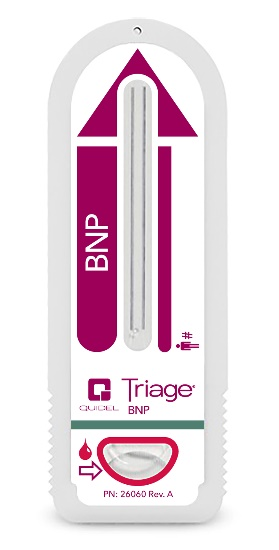 BNP
#
QUIDEL
Triage®
BNP
PN: 26060 Rev. A